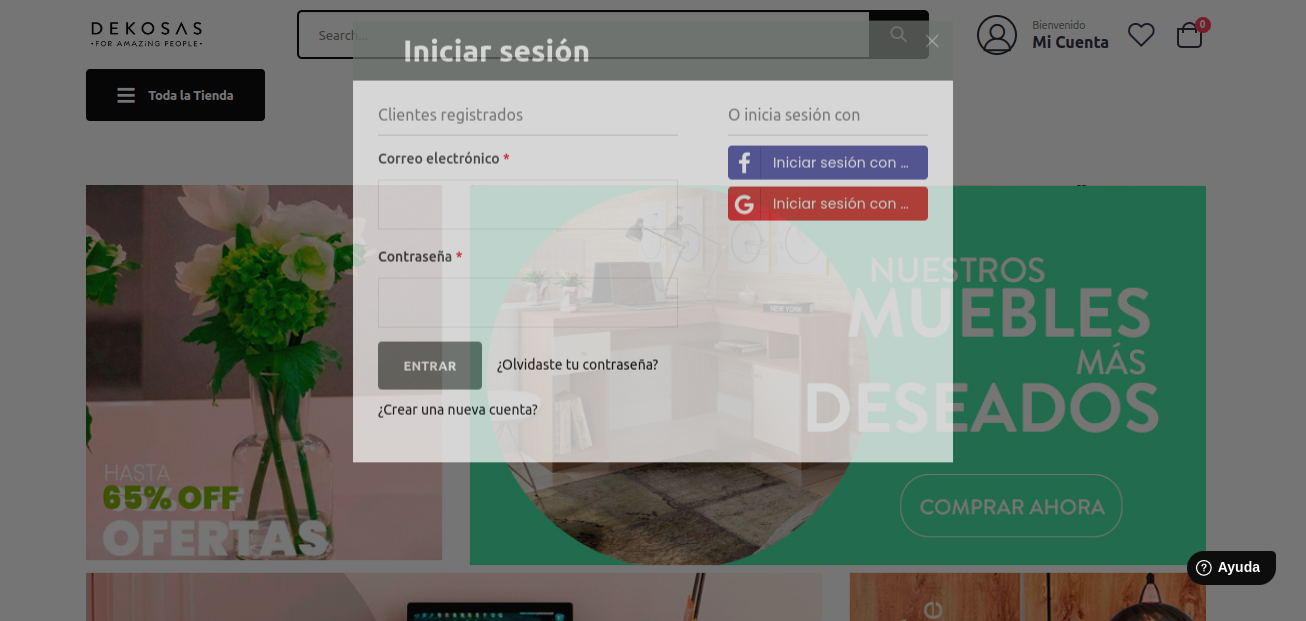 DEKOSAS
•FOR AMAZiNG PEOPLE•
Search...
Bienvenido
Mi Cuenta
0
Toda la Tienda
Iniciar sesión
Clientes registrados
Correo electrónico *
Contraseña *
ENTRAR
¿Olvidaste tu contraseña?
¿Crear una nueva cuenta?
O inicia sesión con
Iniciar sesión con ...
Iniciar sesión con ...
HASTA
65% OFF
OFERTAS
NEW YORK
NUESTROS
MUEBLES
MÁS
DESEADOS
COMPRAR AHORA
Ayuda
e